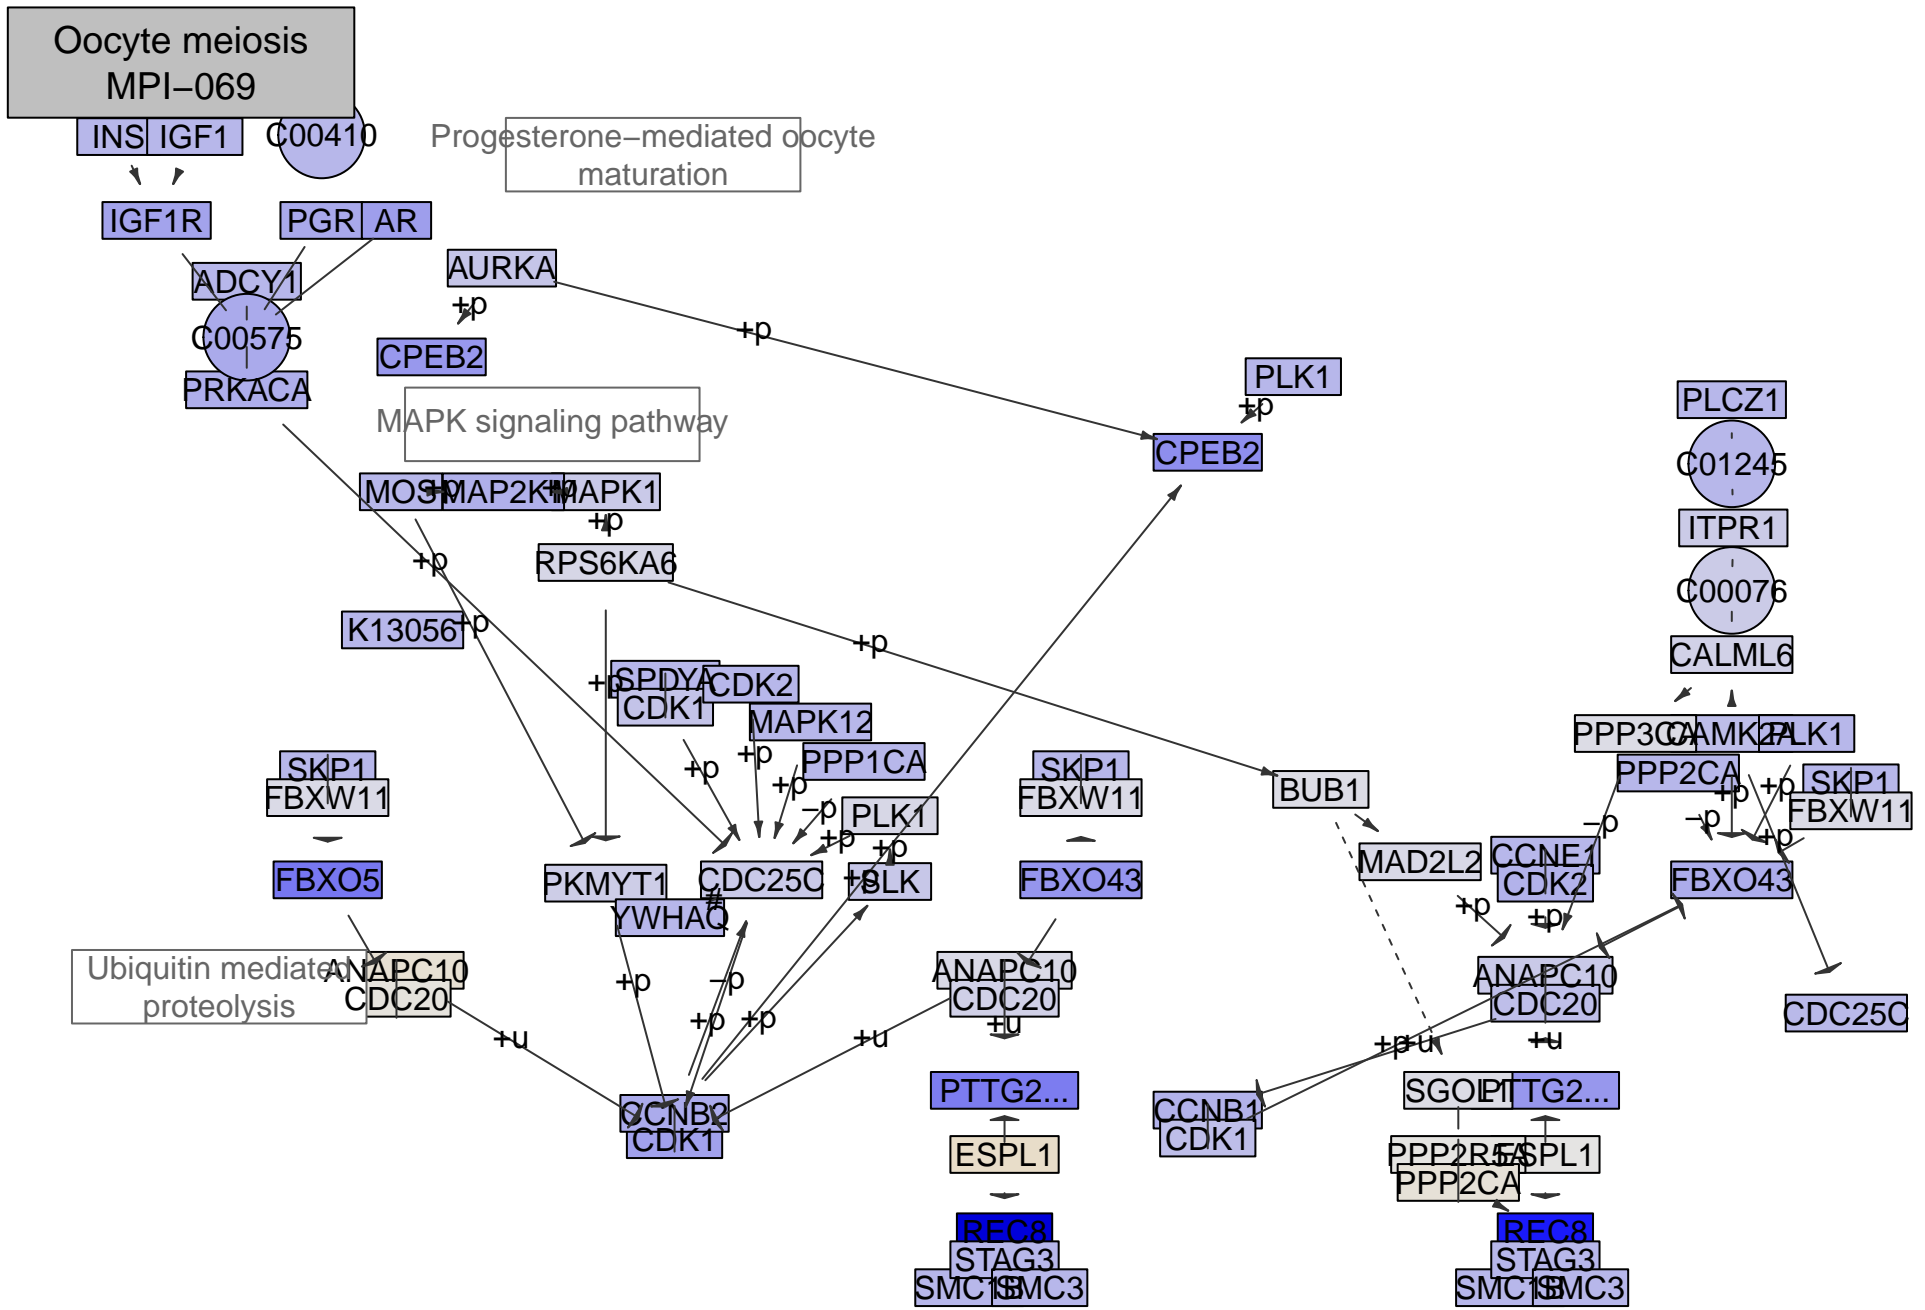 Oocyte meiosis
MPI−069
INS IGF1 C00410
Progesterone−mediated oocyte
maturation
IGF1R PGR AR
AURKA
ADCY1
+p
+p
C00575
CPEB2
PLK1
PRKACA
+p
PLCZ1
MAPK signaling pathway
CPEB2
C01245
MOS +p MAP2K1 +p MAPK1
+p
ITPR1
+p
RPS6KA6
C00076
K13056 +p
+p
CALML6
+p SPDYA CDK2
CDK1
MAPK12
PPP3CA CAMK2A PLK1
+p
PPP1CA
SKP1
SKP1
+p
PPP2CA
SKP1
+p
+p
+p
FBXW11
FBXW11
BUB1
−p
PLK1
−p
−p
FBXW11
+p
+p
+p
MAD2L2
CCNE1
FBXO5
PKMYT1
CDC25C
+p
SLK
FBXO43
CDK2
FBXO43
#
YWHAQ
+p
+p
Ubiquitin mediated
proteolysis
ANAPC10
CDC20
+p
−p
ANAPC10
CDC20
ANAPC10
CDC20
CDC25C
+p
+p
+u
+u
+u
+p
+u
+u
PTTG2...
SGOL1
PTTG2...
CCNB2
CDK1
CCNB1
CDK1
ESPL1
PPP2R5A
ESPL1
PPP2CA
REC8
REC8
STAG3
STAG3
SMC1B SMC3
SMC1B SMC3